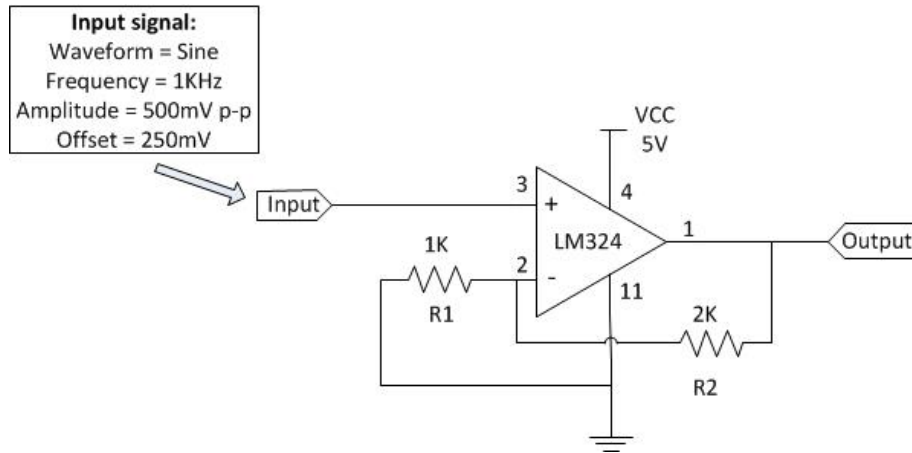 Input signal:
Waveform = Sine
Frequency = 1KHz
Amplitude = 500mV p-p
Offset = 250mV
VCC
5V
3
4
Input
+
LM324
1
Output
1K
2
-
11
R1
2K
R2